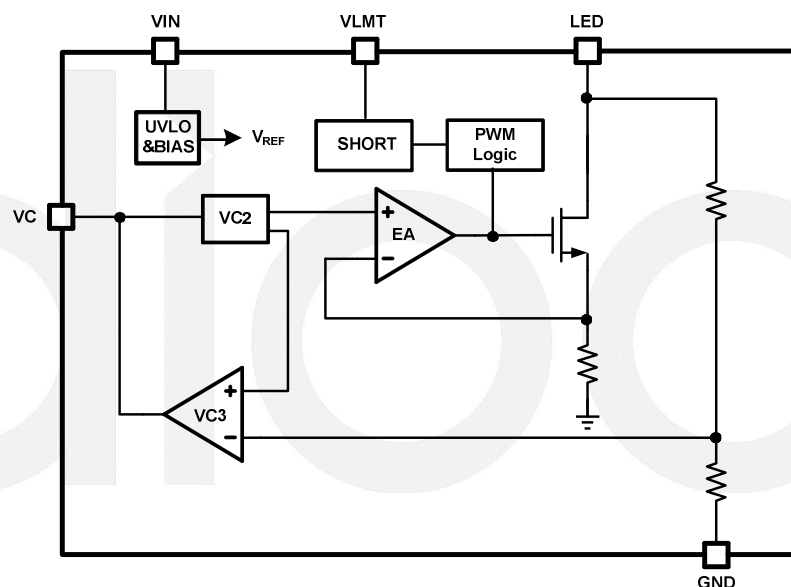 VIN
VLMT
LED
UVLO
&BIAS
VREF
SHORT
PWM
Logic
VC
VC2
+
EA
−
+
VC3
−
GND